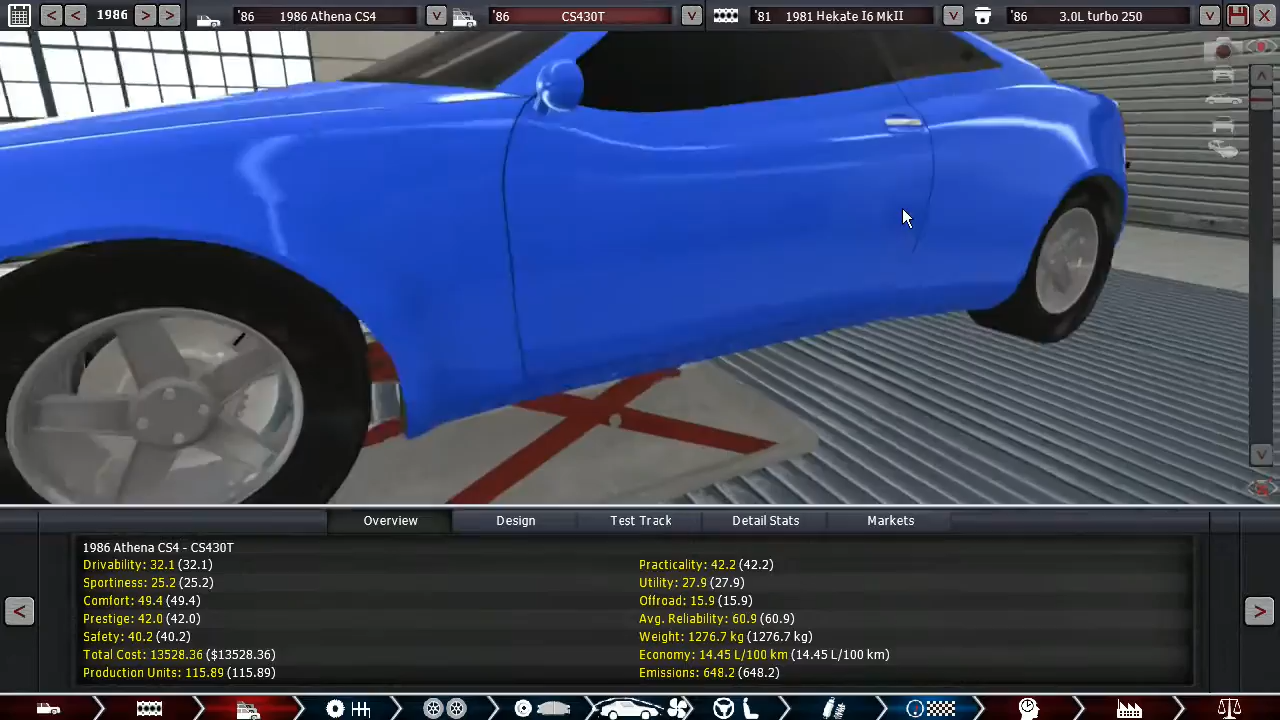 1986
'86 1986 Athena CS4
'86 CS430T
'81 1981 Hekate I6 MkII
'86 3.0L turbo 250
Overview Design Test Track Detail Stats Markets
1986 Athena CS4 - CS430T
Drivability: 32.1 (32.1)
Sportiness: 25.2 (25.2)
Comfort: 49.4 (49.4)
Prestige: 42.0 (42.0)
Safety: 40.2 (40.2)
Total Cost: 13528.36 ($13528.36)
Production Units: 115.89 (115.89)
Practicality: 42.2 (42.2)
Utility: 27.9 (27.9)
Offroad: 15.9 (15.9)
Avg. Reliability: 60.9 (60.9)
Weight: 1276.7 kg (1276.7 kg)
Economy: 14.45 L/100 km (14.45 L/100 km)
Emissions: 648.2 (648.2)